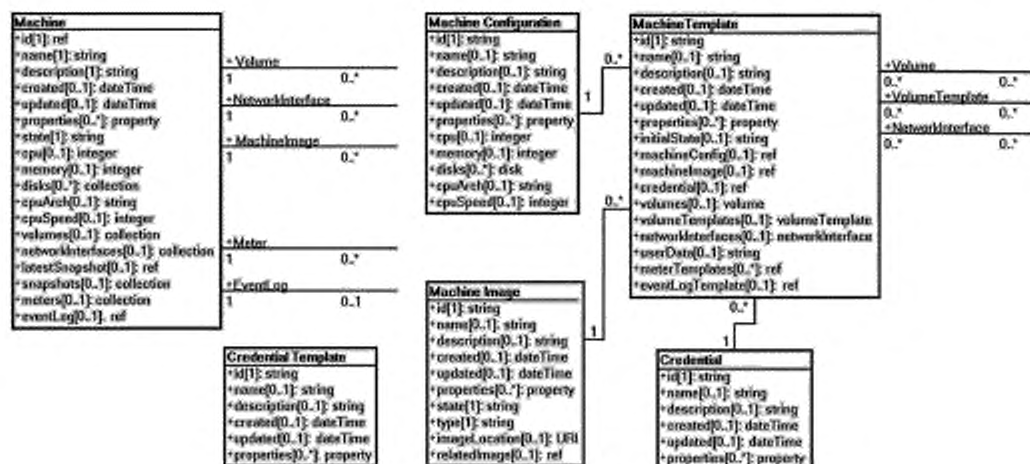 Machine
+id[1]: ref
+name[1]: string
+description[1]: string
+created[0..1]: dateTime
+updated[0..1]: dateTime
+properties[0..*]: property
+state[1]: string
+cpu[0..1]: integer
+memory[0..1]: integer
+disks[0..*]: collection
+cpuArch[0..1]: string
+cpuSpeed[0..1]: integer
+volumes[0..1]: collection
+networkInterfaces[0..1]: collection
+latestSnapshot[0..1]: ref
+snapshots[0..1]: collection
+meters[0..1]: collection
+eventLog[0..1]: ref
+Volume
1 0..*
+NetworkInterface
1 0..*
+MachineImage
1 0..*
+Meter
1 0..*
+EventLog
1 0..1
Machine Configuration
+id[1]: string
+name[0..1]: string
+description[0..1]: string
+created[0..1]: dateTime
+updated[0..1]: dateTime
+properties[0..*]: property
+cpu[0..1]: integer
+memory[0..1]: integer
+disks[0..*]: disk
+cpuArch[0..1]: string
+cpuSpeed[0..1]: integer
0..*
1
MachineTemplate
+id[1]: string
+name[0..1]: string
+description[0..1]: string
+created[0..1]: dateTime
+updated[0..1]: dateTime
+properties[0..*]: property
+initialState[0..1]: string
+machineConfig[0..1]: ref
+machineImage[0..1]: ref
+credential[0..1]: ref
+volumes[0..1]: volume
+volumeTemplates[0..1]: volumeTemplate
+networkInterfaces[0..1]: networkInterface
+userData[0..1]: string
+meterTemplates[0..*]: ref
+eventLogTemplate[0..1]: ref
+Volume
0..* 0..*
+VolumeTemplate
0..* 0..*
+NetworkInterface
0..* 0..*
0..*
1
0..*
1
Credential Template
+id[1]: string
+name[0..1]: string
+description[0..1]: string
+created[0..1]: dateTime
+updated[0..1]: dateTime
+properties[0..*]: property
Machine Image
+id[1]: string
+name[0..1]: string
+description[0..1]: string
+created[0..1]: dateTime
+updated[0..1]: dateTime
+properties[0..*]: property
+state[1]: string
+type[1]: string
+imageLocation[0..1]: URI
+relatedImage[0..1]: ref
Credential
+id[1]: string
+name[0..1]: string
+description[0..1]: string
+created[0..1]: dateTime
+updated[0..1]: dateTime
+properties[0..*]: property